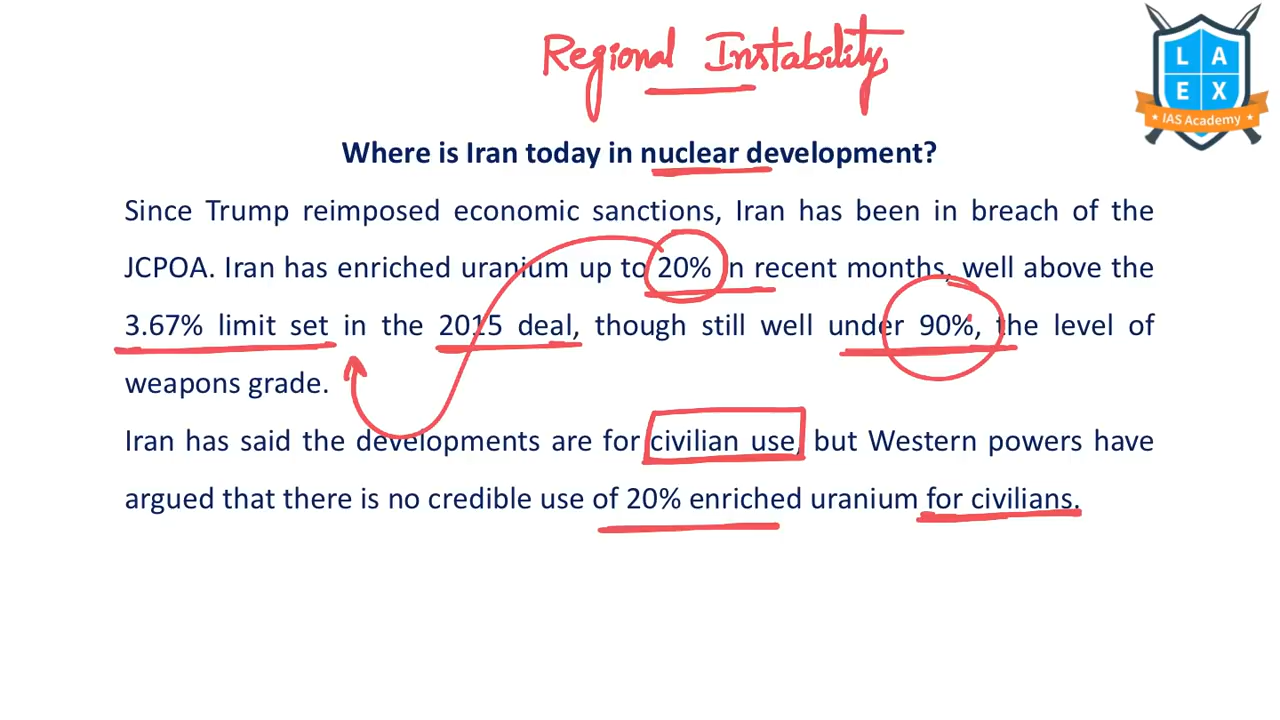 Regional Instability
L A
E X
IAS Academy
Where is Iran today in nuclear development?
Since Trump reimposed economic sanctions, Iran has been in breach of the
JCPOA. Iran has enriched uranium up to 20% in recent months, well above the
3.67% limit set in the 2015 deal, though still well under 90%, the level of
weapons grade.
Iran has said the developments are for civilian use, but Western powers have
argued that there is no credible use of 20% enriched uranium for civilians.